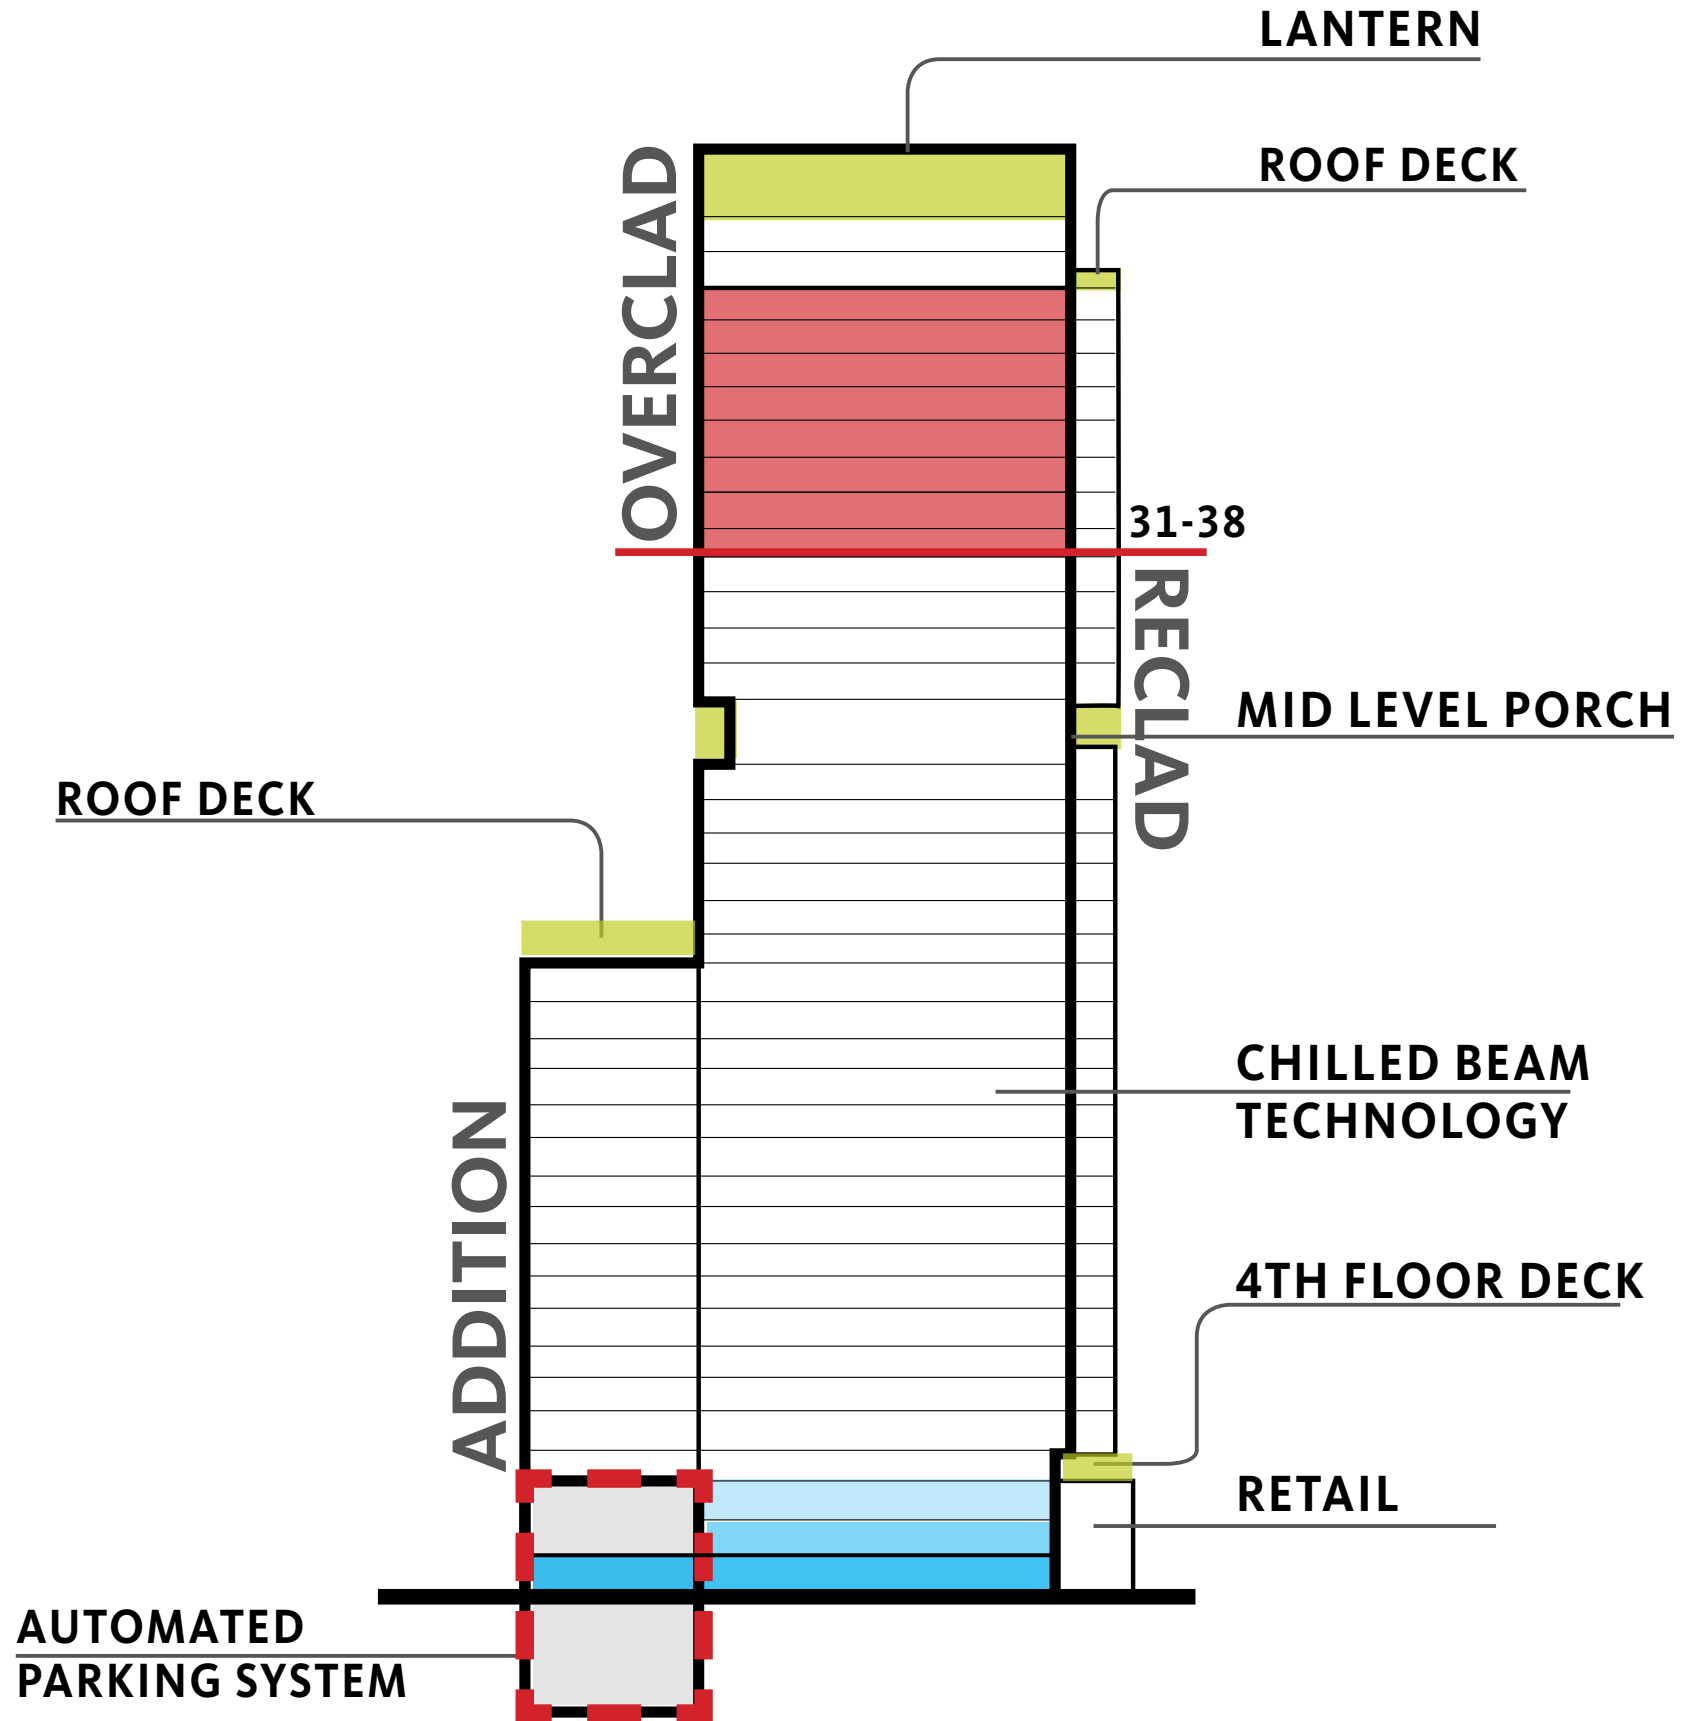 LANTERN
ROOF DECK
OVERCLAD
31-38
RECLAD
MID LEVEL PORCH
ROOF DECK
CHILLED BEAM
TECHNOLOGY
ADDITION
4TH FLOOR DECK
RETAIL
AUTOMATED
PARKING SYSTEM